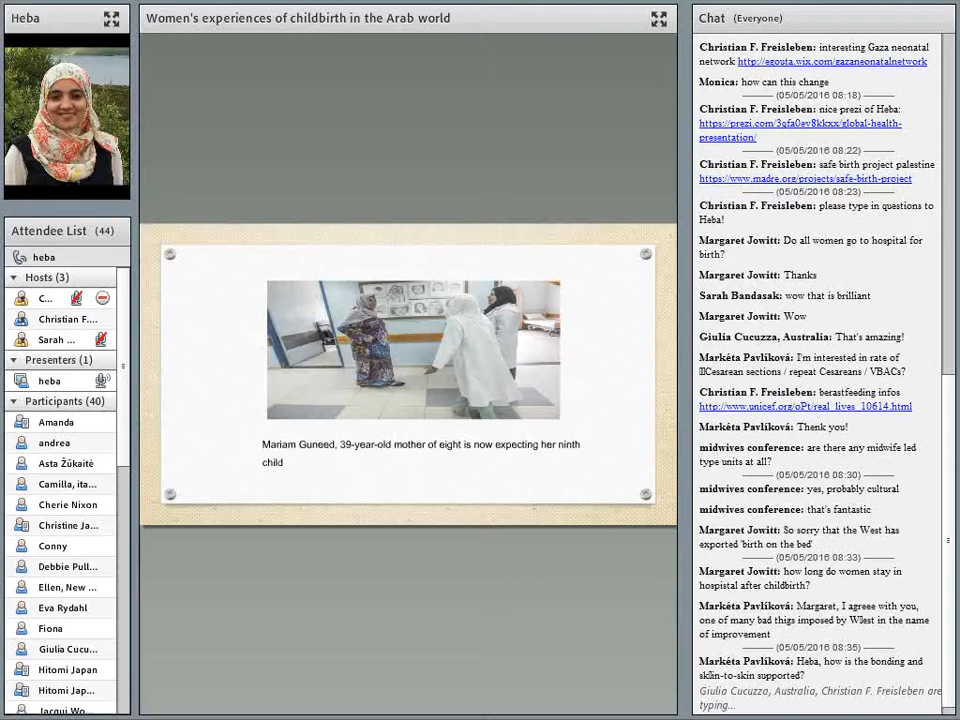 Heba
Women's experiences of childbirth in the Arab world
Chat (Everyone)
Attendee List (44)
heba
Hosts (3)
C...
Christian F....
Sarah ...
Presenters (1)
heba
Participants (40)
Amanda
andrea
Asta Žūkaitė
Camilla, ita...
Cherie Nixon
Christine Ja...
Conny
Debbie Pull...
Ellen, New ...
Eva Rydahl
Fiona
Giulia Cucu...
Hitomi Japan
Hitomi Jap...
Jacqui Wo...
Mariam Guneed, 39-year-old mother of eight is now expecting her ninth
child
Christian F. Freisleben: interesting Gaza neonatal
network http://egouta.wix.com/gazaneonatalnetwork
Monica: how can this change
(05/05/2016 08:18)
Christian F. Freisleben: nice prezi of Heba:
https://prezi.com/3qfa0ev8kkxx/global-health-
presentation/
(05/05/2016 08:22)
Christian F. Freisleben: safe birth project palestine
https://www.madre.org/projects/safe-birth-project
(05/05/2016 08:23)
Christian F. Freisleben: please type in questions to
Heba!
Margaret Jowitt: Do all women go to hospital for
birth?
Margaret Jowitt: Thanks
Sarah Bandasak: wow that is brilliant
Margaret Jowitt: Wow
Giulia Cucuzza, Australia: That's amazing!
Markéta Pavlíková: I'm interested in rate of
Cesarean sections / repeat Cesareans / VBACs?
Christian F. Freisleben: berastfeeding infos
http://www.unicef.org/oPt/real_lives_10614.html
Markéta Pavlíková: Thenk you!
midwives conference: are there any midwife led
type units at all?
(05/05/2016 08:30)
midwives conference: yes, probably cultural
midwives conference: that's fantastic
Margaret Jowitt: So sorry that the West has
exported 'birth on the bed'
(05/05/2016 08:33)
Margaret Jowitt: how long do women stay in
hospistal after childbirth?
Markéta Pavlíková: Margaret, I agreee with you,
one of many bad thigs imposed by West in the name
of improvement
(05/05/2016 08:35)
Markéta Pavlíková: Heba, how is the bonding and
skin-to-skin supported?
Giulia Cucuzza, Australia, Christian F. Freisleben are
typing...